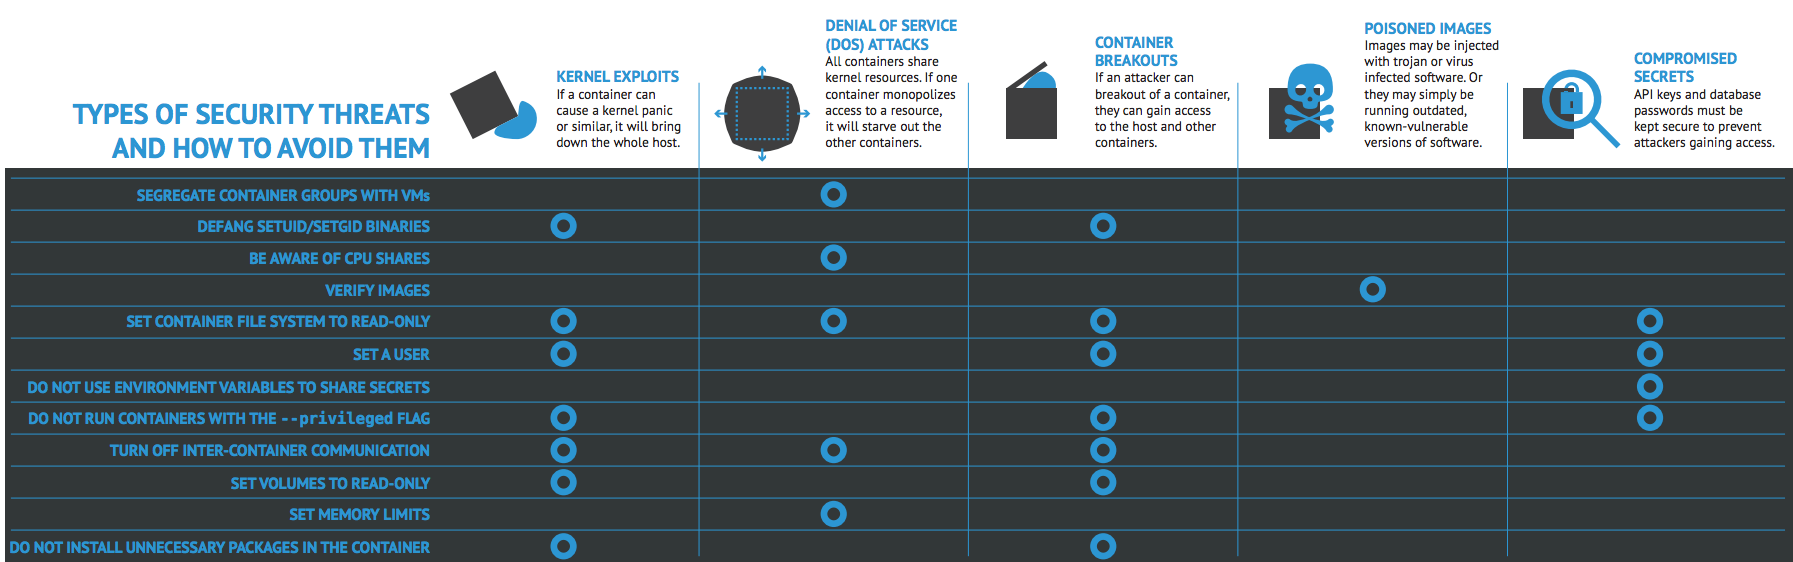 TYPES OF SECURITY THREATS
AND HOW TO AVOID THEM
KERNEL EXPLOITS
If a container can
cause a kernel panic
or similar, it will bring
down the whole host.
DENIAL OF SERVICE
(DOS) ATTACKS
All containers share
kernel resources. If one
container monopolizes
access to a resource,
it will starve out the
other containers.
CONTAINER
BREAKOUTS
If an attacker can
breakout of a container,
they can gain access
to the host and other
containers.
POISONED IMAGES
Images may be injected
with trojan or virus
infected software. Or
they may simply be
running outdated,
known-vulnerable
versions of software.
COMPROMISED
SECRETS
API keys and database
passwords must be
kept secure to prevent
attackers gaining access.
SEGREGATE CONTAINER GROUPS WITH VMs
DEFANG SETUID/SETGID BINARIES
BE AWARE OF CPU SHARES
VERIFY IMAGES
SET CONTAINER FILE SYSTEM TO READ-ONLY
SET A USER
DO NOT USE ENVIRONMENT VARIABLES TO SHARE SECRETS
DO NOT RUN CONTAINERS WITH THE --privileged FLAG
TURN OFF INTER-CONTAINER COMMUNICATION
SET VOLUMES TO READ-ONLY
SET MEMORY LIMITS
DO NOT INSTALL UNNECESSARY PACKAGES IN THE CONTAINER